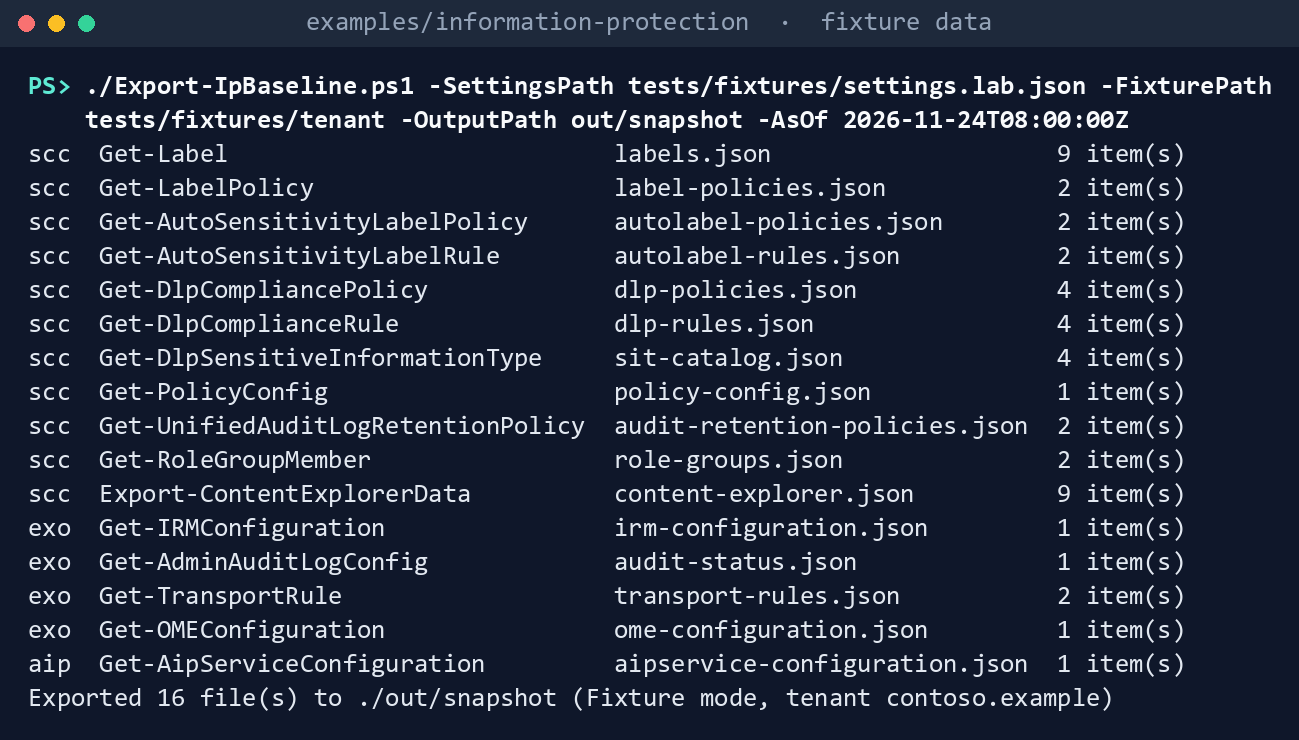 examples/information-protection · fixture data
PS> ./Export-IpBaseline.ps1 -SettingsPath tests/fixtures/settings.lab.json -FixturePath
tests/fixtures/tenant -OutputPath out/snapshot -AsOf 2026-11-24T08:00:00Z
scc Get-Label labels.json 9 item(s)
scc Get-LabelPolicy label-policies.json 2 item(s)
scc Get-AutoSensitivityLabelPolicy autolabel-policies.json 2 item(s)
scc Get-AutoSensitivityLabelRule autolabel-rules.json 2 item(s)
scc Get-DlpCompliancePolicy dlp-policies.json 4 item(s)
scc Get-DlpComplianceRule dlp-rules.json 4 item(s)
scc Get-DlpSensitiveInformationType sit-catalog.json 4 item(s)
scc Get-PolicyConfig policy-config.json 1 item(s)
scc Get-UnifiedAuditLogRetentionPolicy audit-retention-policies.json 2 item(s)
scc Get-RoleGroupMember role-groups.json 2 item(s)
scc Export-ContentExplorerData content-explorer.json 9 item(s)
exo Get-IRMConfiguration irm-configuration.json 1 item(s)
exo Get-AdminAuditLogConfig audit-status.json 1 item(s)
exo Get-TransportRule transport-rules.json 2 item(s)
exo Get-OMEConfiguration ome-configuration.json 1 item(s)
aip Get-AipServiceConfiguration aipservice-configuration.json 1 item(s)
Exported 16 file(s) to ./out/snapshot (Fixture mode, tenant contoso.example)